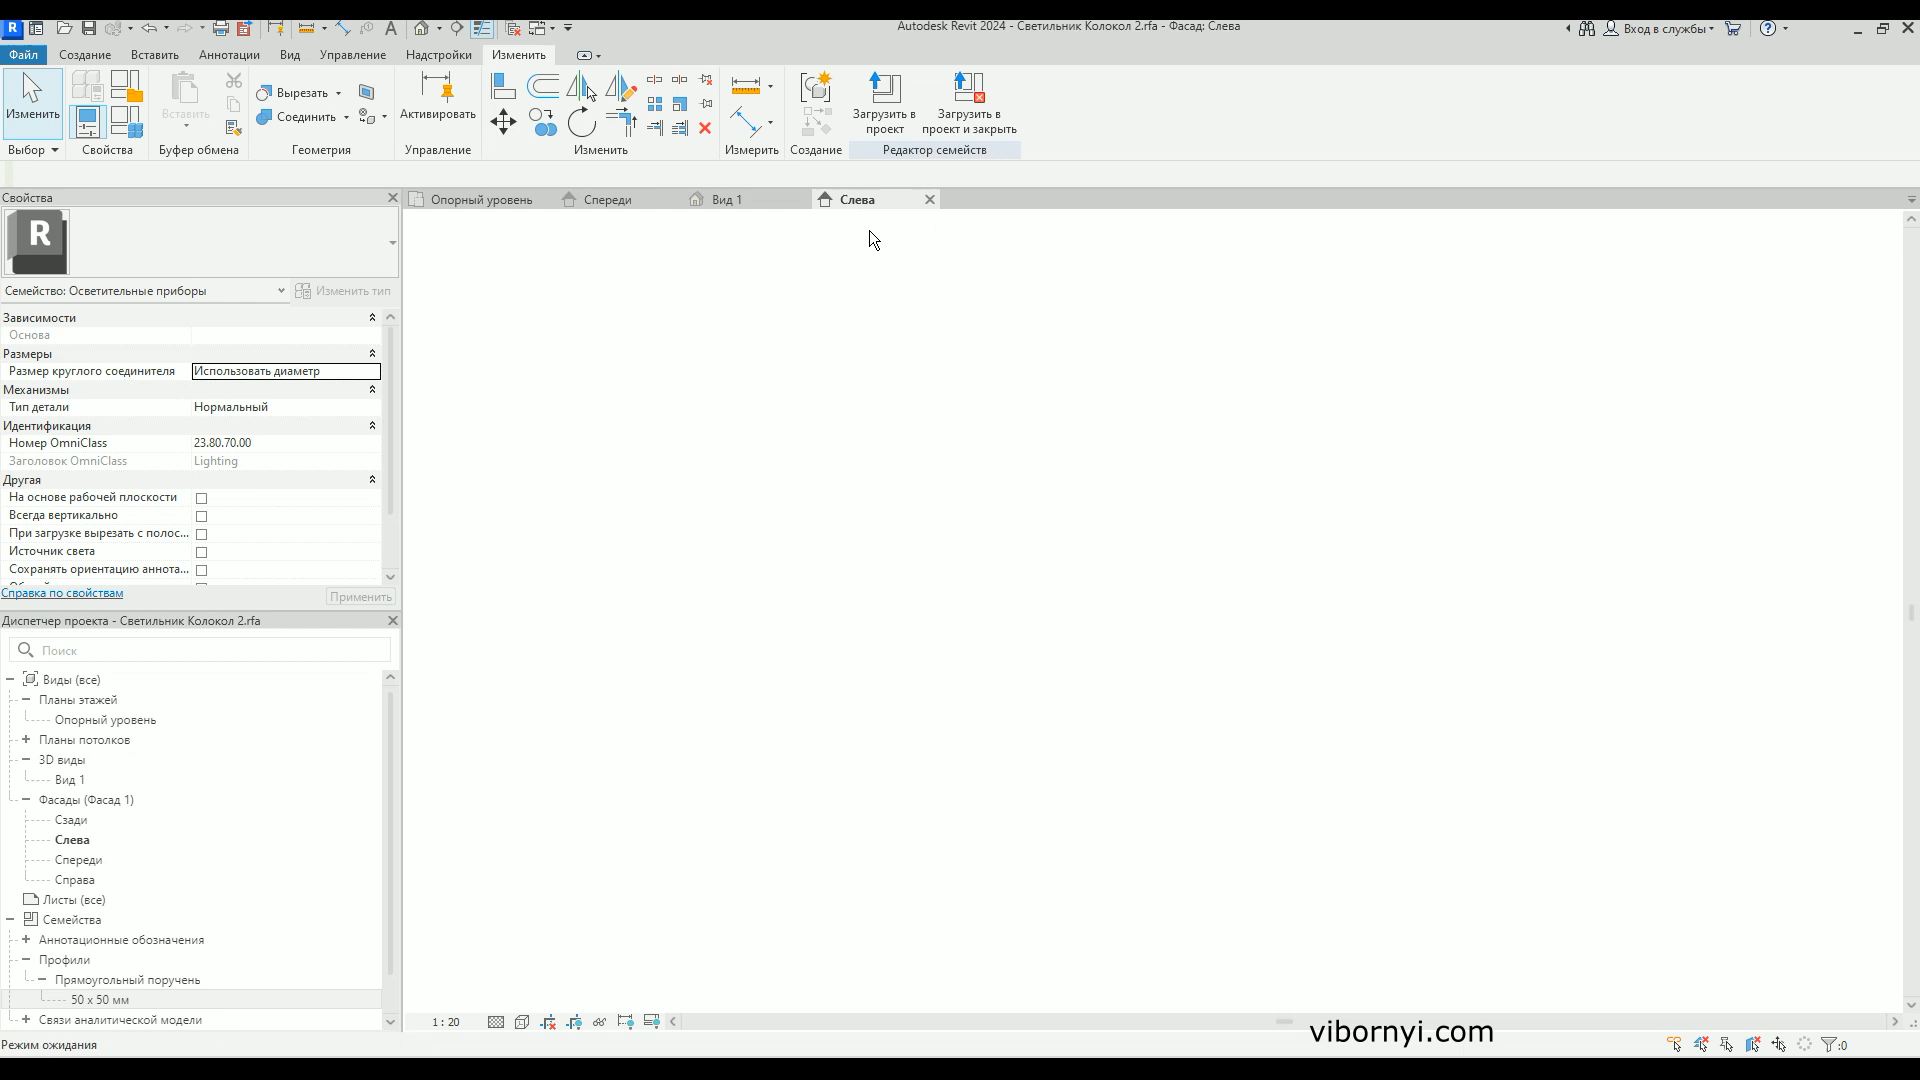 Autodesk Revit 2024 - Светильник Колокол 2.rfa - Фасад: Слева
Вход в службы
Файл
Создание
Вставить
Аннотации
Вид
Управление
Надстройки
Изменить
Изменить
Вставить
Вырезать
Соединить
Активировать
Загрузить в
проект
Загрузить в
проект и закрыть
Выбор
Свойства
Буфер обмена
Геометрия
Управление
Изменить
Измерить
Создание
Редактор семейств
Свойства
Опорный уровень
Спереди
Вид 1
Слева
R
Семейство: Осветительные приборы
Изменить тип
Зависимости
Основа
Размеры
Размер круглого соединителя Использовать диаметр
Механизмы
Тип детали Нормальный
Идентификация
Номер OmniClass 23.80.70.00
Заголовок OmniClass Lighting
Другая
На основе рабочей плоскости
Всегда вертикально
При загрузке вырезать с полос...
Источник света
Сохранять ориентацию аннота...
Справка по свойствам
Применить
Диспетчер проекта - Светильник Колокол 2.rfa
Поиск
Виды (все)
Планы этажей
Опорный уровень
Планы потолков
3D виды
Вид 1
Фасады (Фасад 1)
Сзади
Слева
Спереди
Справа
Листы (все)
Семейства
Аннотационные обозначения
Профили
Прямоугольный поручень
50 x 50 мм
Связи аналитической модели
1 : 20
vibornyi.com
Режим ожидания
:0